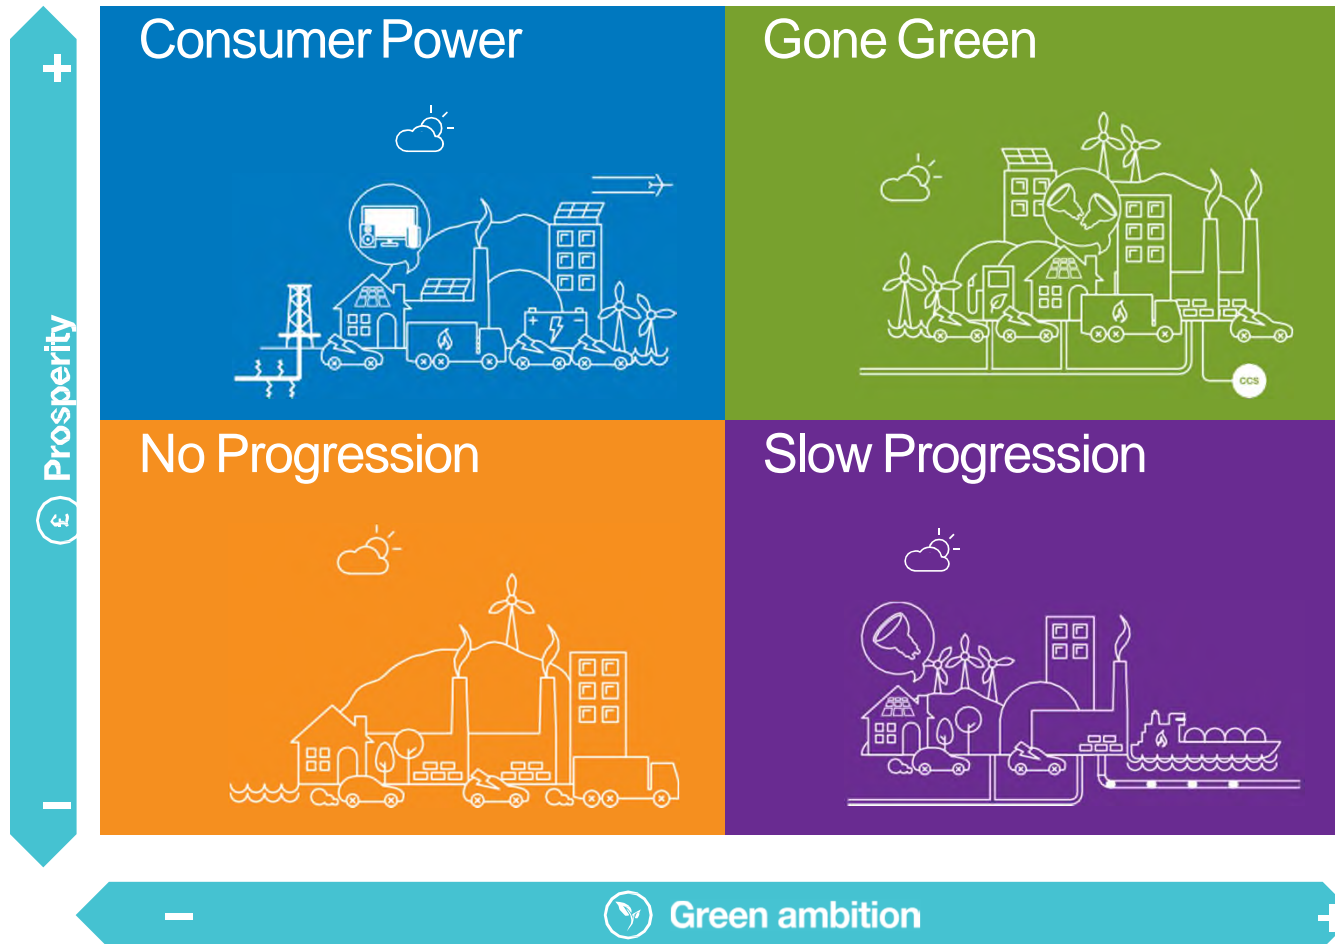 Consumer Power
Gone Green
+
£ Prosperity
+ −
CCS
No Progression
Slow Progression
−
− Green ambition +